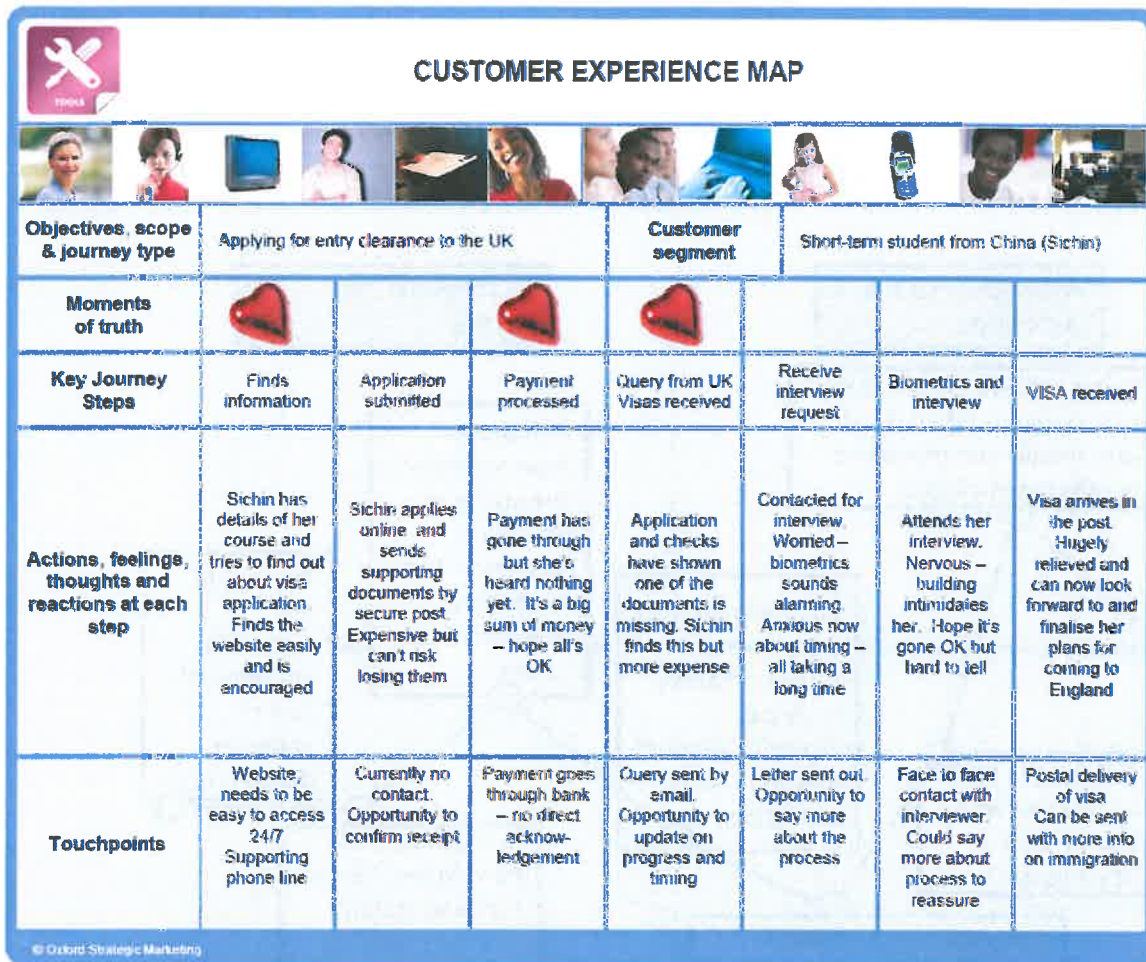 TOOLS
CUSTOMER EXPERIENCE MAP
Objectives, scope
& journey type
Applying for entry clearance to the UK
Customer
segment
Short-term student from China (Sichin)
Moments
of truth
Key Journey
Steps
Finds
information
Application
submitted
Payment
processed
Query from UK
Visas received
Receive
interview
request
Biometrics and
interview
VISA received
Actions, feelings,
thoughts and
reactions at each
step
Sichin has
details of her
course and
tries to find out
about visa
application.
Finds the
website easily
and is
encouraged
Sichin applies
online and
sends
supporting
documents by
secure post.
Expensive but
can't risk
losing them
Payment has
gone through
but she's
heard nothing
yet. It's a big
sum of money
– hope all's
OK
Application
and checks
have shown
one of the
documents is
missing. Sichin
finds this but
more expense
Contacted for
interview.
Worried –
biometrics
sounds
alarming.
Anxious now
about timing –
all taking a
long time
Attends her
interview.
Nervous –
building
intimidates
her. Hope it's
gone OK but
hard to tell
Visa arrives in
the post.
Hugely
relieved and
can now look
forward to and
finalise her
plans for
coming to
England
Touchpoints
Website,
needs to be
easy to access
24/7
Supporting
phone line
Currently no
contact.
Opportunity to
confirm receipt
Payment goes
through bank
– no direct
acknow-
ledgement
Query sent by
email.
Opportunity to
update on
progress and
timing
Letter sent out.
Opportunity to
say more
about the
process
Face to face
contact with
interviewer.
Could say
more about
process to
reassure
Postal delivery
of visa
Can be sent
with more info
on immigration
© Oxford Strategic Marketing